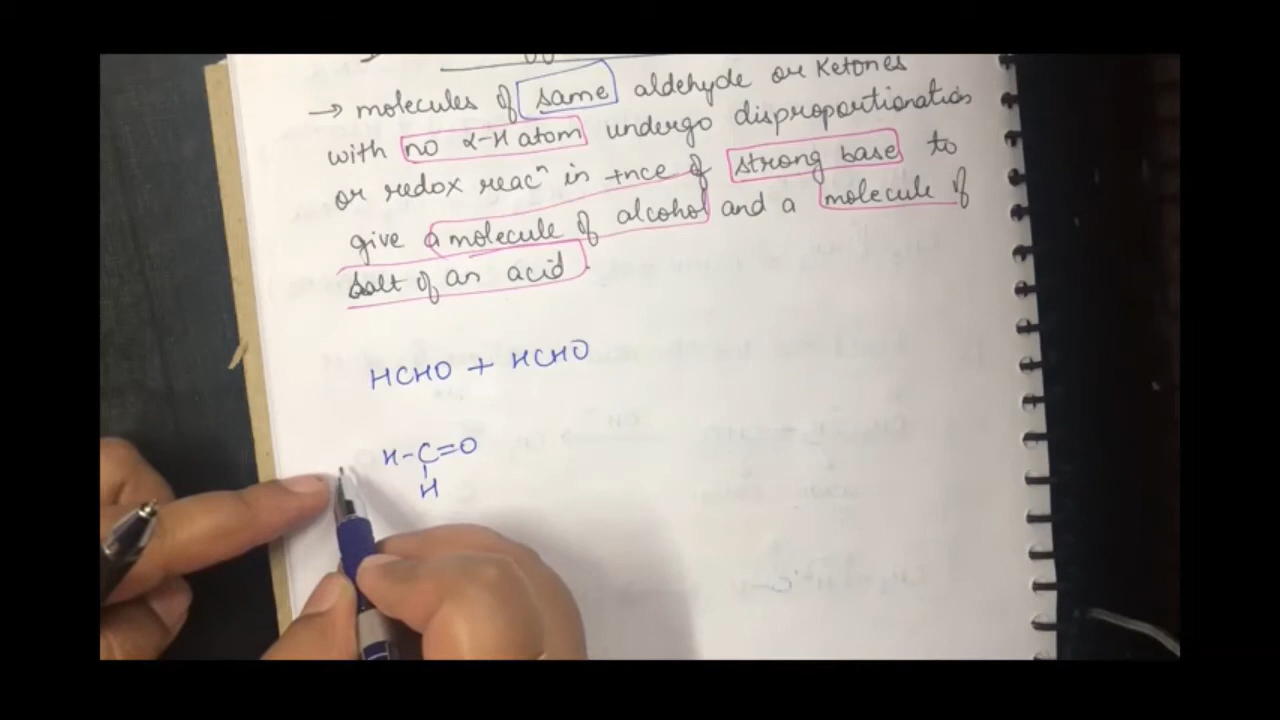 → molecules of same aldehyde or Ketones
with no α-H atom undergo disproportionation
or redox reacⁿ in +nce of strong base to
give a molecule of alcohol and a molecule of
salt of an acid.
HCHO + HCHO
H-C=O
H